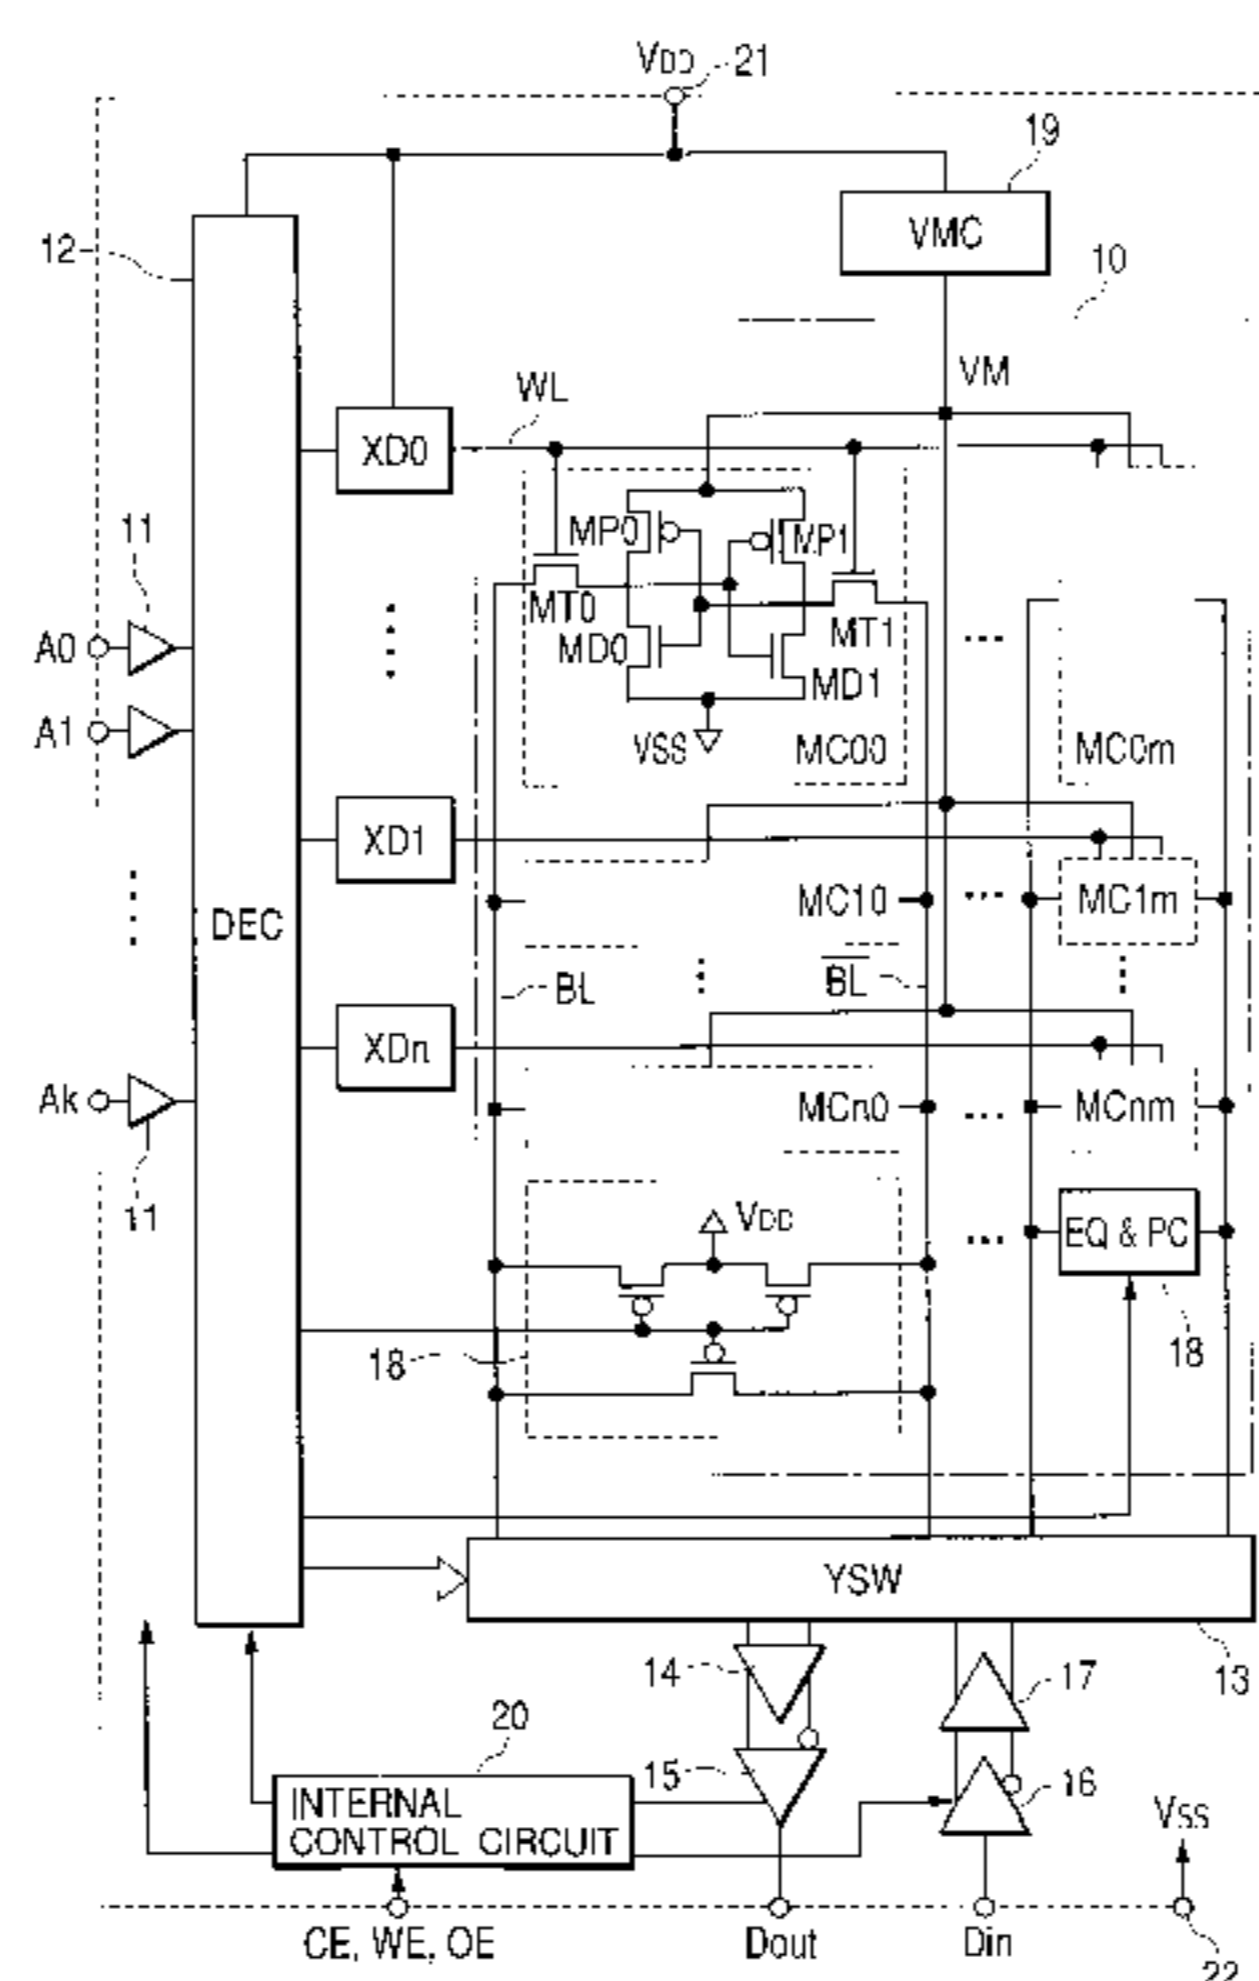 VDD 21
19
VMC
12
10
VM
WL
XD0
11
MP0
MP1
MT0
MT1
A0
MD0
MD1
A1
VSS
MC00
MC0m
XD1
MC10
MC1m
DEC
BL
BL
XDn
Ak
MCn0
MCnm
11
VDD
EQ & PC
18
18
YSW
14
17
13
20
15
16
INTERNAL
CONTROL CIRCUIT
VSS
CE, WE, OE
Dout
Din
22